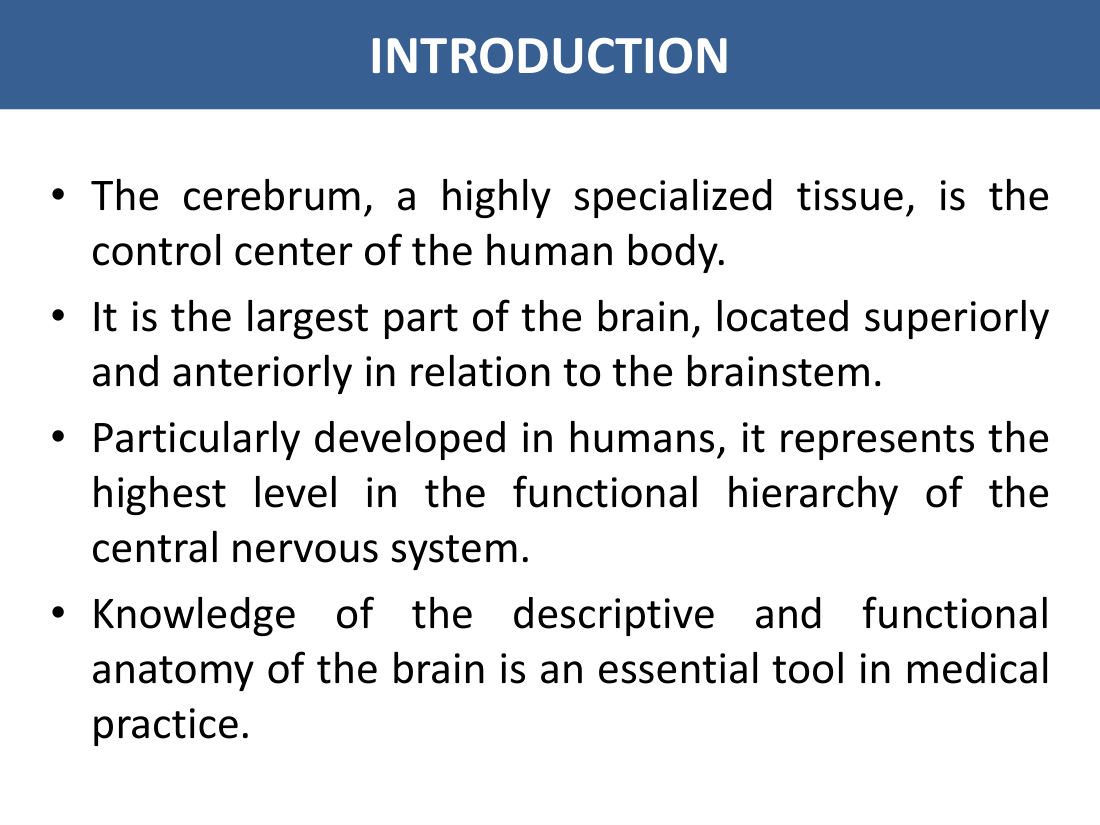 INTRODUCTION
• The cerebrum, a highly specialized tissue, is the
control center of the human body.
• It is the largest part of the brain, located superiorly
and anteriorly in relation to the brainstem.
• Particularly developed in humans, it represents the
highest level in the functional hierarchy of the
central nervous system.
• Knowledge of the descriptive and functional
anatomy of the brain is an essential tool in medical
practice.